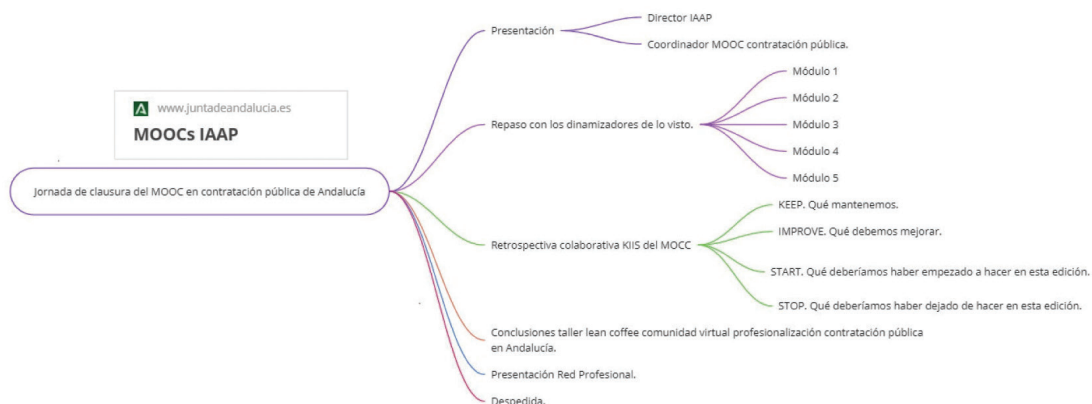 www.juntadeandalucia.es
MOOCs IAAP
Jornada de clausura del MOOC en contratación pública de Andalucía
Presentación
Director IAAP
Coordinador MOOC contratación pública.
Repaso con los dinamizadores de lo visto.
Módulo 1
Módulo 2
Módulo 3
Módulo 4
Módulo 5
Retrospectiva colaborativa KIIS del MOCC
KEEP. Qué mantenemos.
IMPROVE. Qué debemos mejorar.
START. Qué deberíamos haber empezado a hacer en esta edición.
STOP. Qué deberíamos haber dejado de hacer en esta edición.
Conclusiones taller lean coffee comunidad virtual profesionalización contratación pública
en Andalucía.
Presentación Red Profesional.
Despedida.